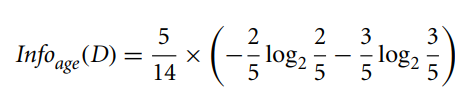 Info_age(D) = 5/14 × (−2/5 log₂ 2/5 − 3/5 log₂ 3/5)